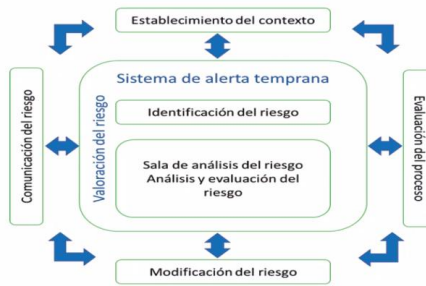 Establecimiento del contexto
Sistema de alerta temprana
Identificación del riesgo
Sala de análisis del riesgo
Análisis y evaluación del
riesgo
Valoración del riesgo
Comunicación del riesgo
Evaluación del proceso
Modificación del riesgo